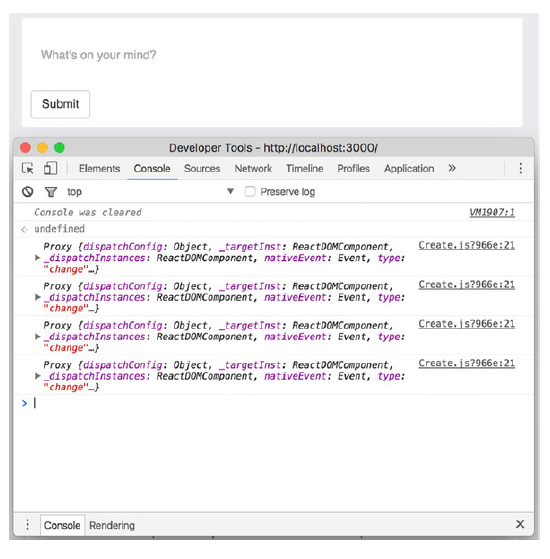 What's on your mind?
Submit
Developer Tools - http://localhost:3000/
Elements Console Sources Network Timeline Profiles Application »
top Preserve log
Console was cleared VM1907:1
undefined
Proxy {dispatchConfig: Object, _targetInst: ReactDOMComponent, Create.js?966e:21
_dispatchInstances: ReactDOMComponent, nativeEvent: Event, type:
"change"…}
Proxy {dispatchConfig: Object, _targetInst: ReactDOMComponent, Create.js?966e:21
_dispatchInstances: ReactDOMComponent, nativeEvent: Event, type:
"change"…}
Proxy {dispatchConfig: Object, _targetInst: ReactDOMComponent, Create.js?966e:21
_dispatchInstances: ReactDOMComponent, nativeEvent: Event, type:
"change"…}
Proxy {dispatchConfig: Object, _targetInst: ReactDOMComponent, Create.js?966e:21
_dispatchInstances: ReactDOMComponent, nativeEvent: Event, type:
"change"…}
>
Console Rendering